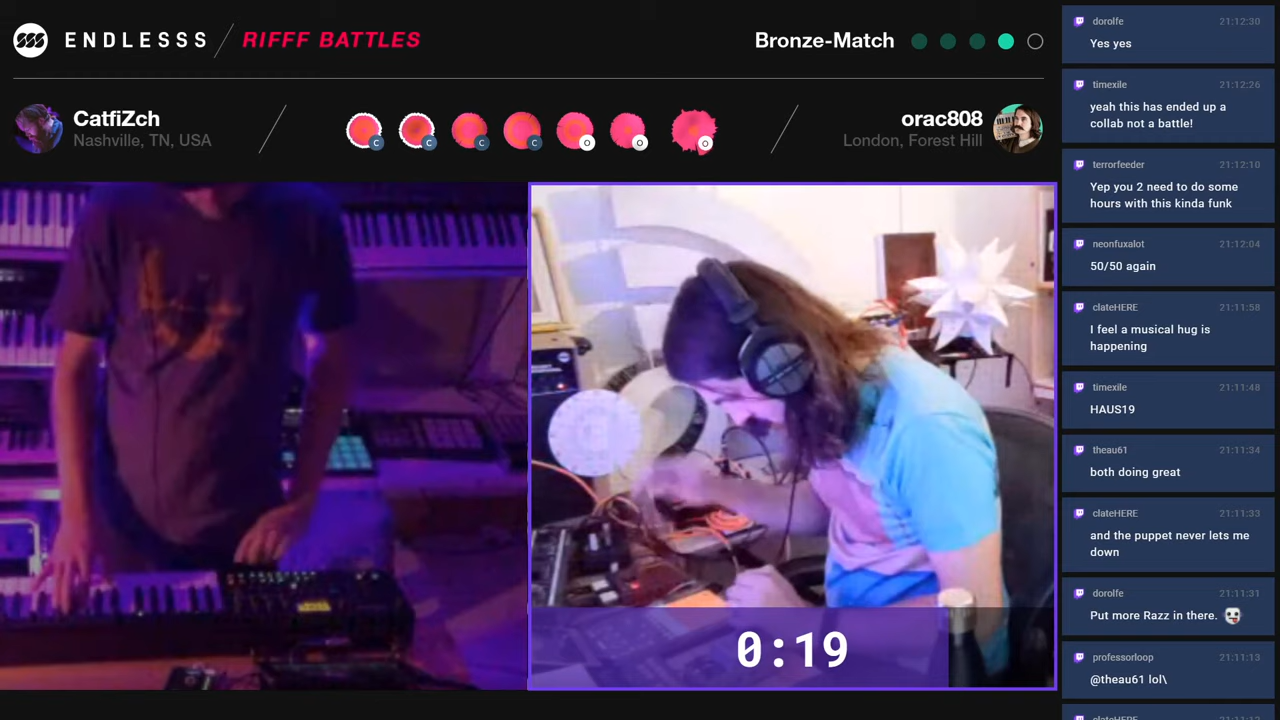 ENDLESSS
RIFFF BATTLES
Bronze-Match
CatfiZch
Nashville, TN, USA
C
C
C
C
O
O
O
orac808
London, Forest Hill
0:19
dorolfe 21:12:30
Yes yes
timexile 21:12:26
yeah this has ended up a
collab not a battle!
terrorfeeder 21:12:10
Yep you 2 need to do some
hours with this kinda funk
neonfuxalot 21:12:04
50/50 again
clateHERE 21:11:58
I feel a musical hug is
happening
timexile 21:11:48
HAUS19
theau61 21:11:34
both doing great
clateHERE 21:11:33
and the puppet never lets me
down
dorolfe 21:11:31
Put more Razz in there.
professorloop 21:11:13
@theau61 lol\